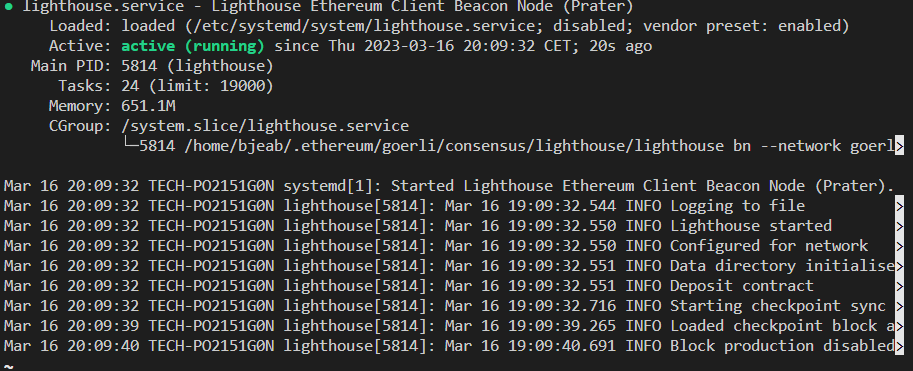 ● lighthouse.service - Lighthouse Ethereum Client Beacon Node (Prater)
Loaded: loaded (/etc/systemd/system/lighthouse.service; disabled; vendor preset: enabled)
Active: active (running) since Thu 2023-03-16 20:09:32 CET; 20s ago
Main PID: 5814 (lighthouse)
Tasks: 24 (limit: 19000)
Memory: 651.1M
CGroup: /system.slice/lighthouse.service
└─5814 /home/bjeab/.ethereum/goerli/consensus/lighthouse/lighthouse bn --network goerl>
Mar 16 20:09:32 TECH-PO2151G0N systemd[1]: Started Lighthouse Ethereum Client Beacon Node (Prater).
Mar 16 20:09:32 TECH-PO2151G0N lighthouse[5814]: Mar 16 19:09:32.544 INFO Logging to file >
Mar 16 20:09:32 TECH-PO2151G0N lighthouse[5814]: Mar 16 19:09:32.550 INFO Lighthouse started >
Mar 16 20:09:32 TECH-PO2151G0N lighthouse[5814]: Mar 16 19:09:32.550 INFO Configured for network >
Mar 16 20:09:32 TECH-PO2151G0N lighthouse[5814]: Mar 16 19:09:32.551 INFO Data directory initialise>
Mar 16 20:09:32 TECH-PO2151G0N lighthouse[5814]: Mar 16 19:09:32.551 INFO Deposit contract >
Mar 16 20:09:32 TECH-PO2151G0N lighthouse[5814]: Mar 16 19:09:32.716 INFO Starting checkpoint sync >
Mar 16 20:09:39 TECH-PO2151G0N lighthouse[5814]: Mar 16 19:09:39.265 INFO Loaded checkpoint block a>
Mar 16 20:09:40 TECH-PO2151G0N lighthouse[5814]: Mar 16 19:09:40.691 INFO Block production disabled>
~